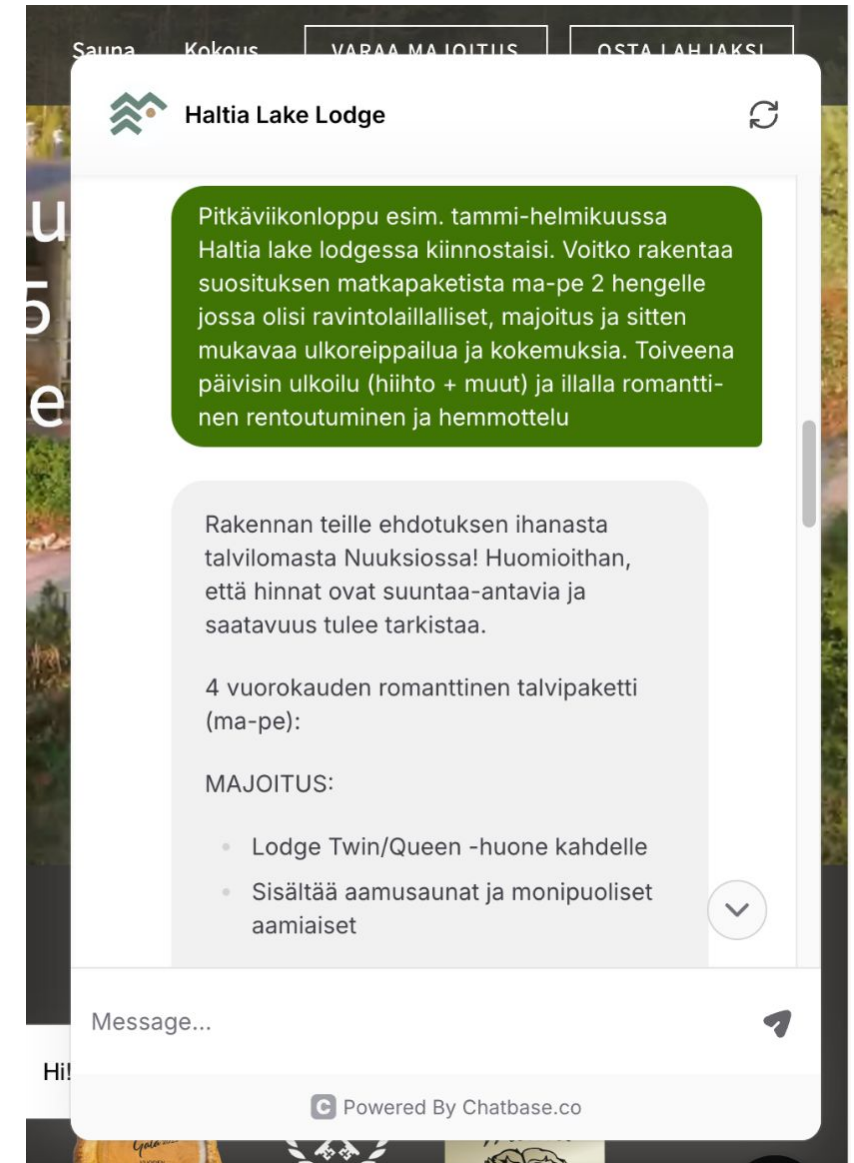 Sauna Kokous VARAA MAJOITUS OSTA LAHJAKSI
Haltia Lake Lodge
u
5
e
Pitkäviikonloppu esim. tammi-helmikuussa
Haltia lake lodgessa kiinnostaisi. Voitko rakentaa
suosituksen matkapaketista ma-pe 2 hengelle
jossa olisi ravintolaillalliset, majoitus ja sitten
mukavaa ulkoreippailua ja kokemuksia. Toiveena
päivisin ulkoilu (hiihto + muut) ja illalla romantti-
nen rentoutuminen ja hemmottelu
Rakennan teille ehdotuksen ihanasta
talvilomasta Nuuksiossa! Huomioithan,
että hinnat ovat suuntaa-antavia ja
saatavuus tulee tarkistaa.
4 vuorokauden romanttinen talvipaketti
(ma-pe):
MAJOITUS:
Lodge Twin/Queen -huone kahdelle
Sisältää aamusaunat ja monipuoliset
aamiaiset
Message...
Hi!
C Powered By Chatbase.co